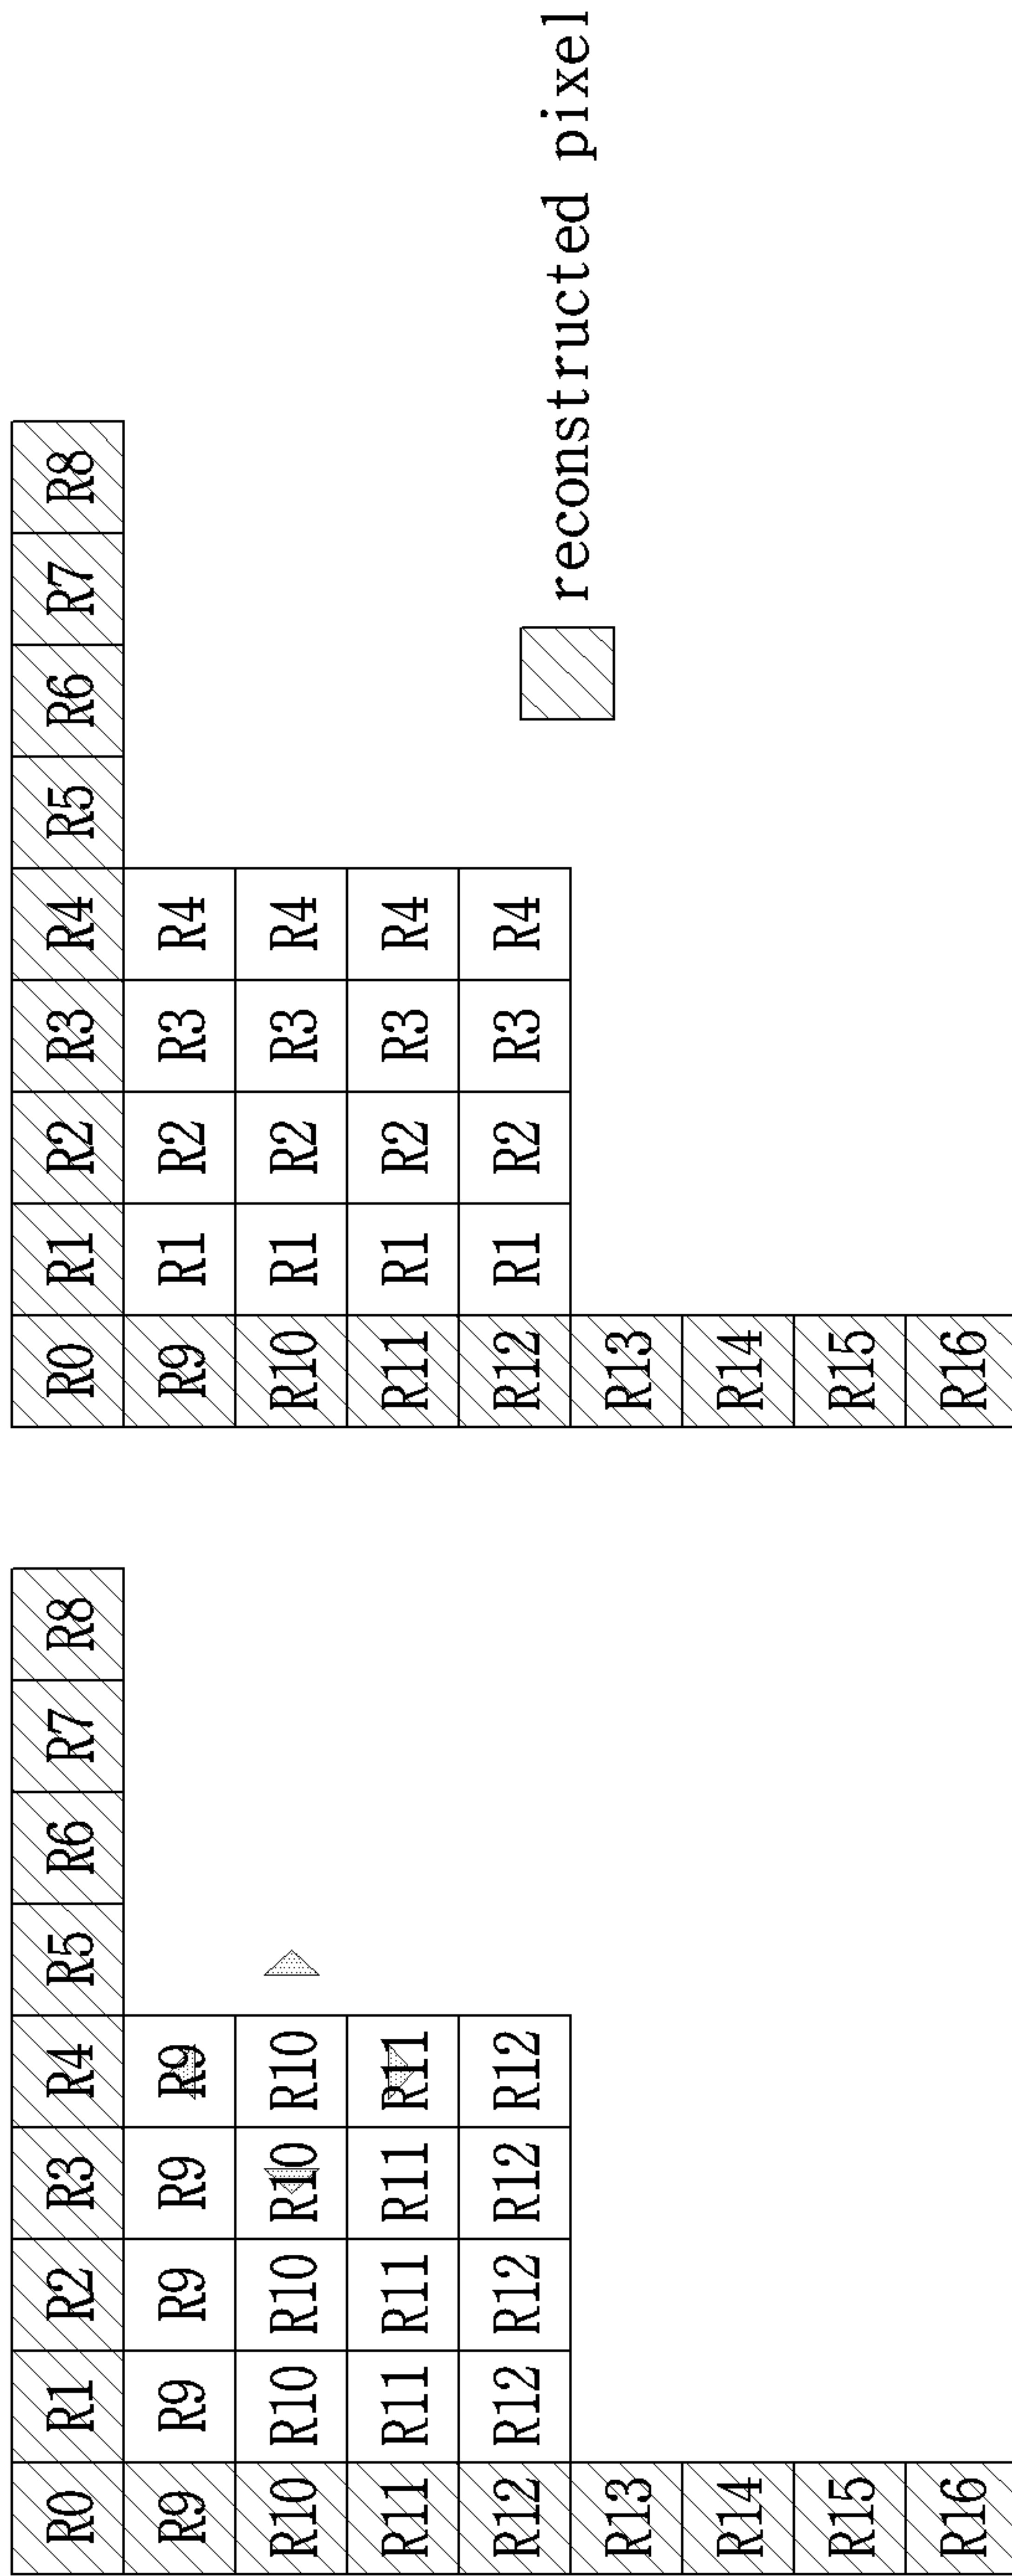 R0 R1 R2 R3 R4 R5 R6 R7 R8
R9 R9 R9 R9 R9
R10 R10 R10 R10 R10
R11 R11 R11 R11 R11
R12 R12 R12 R12 R12
R13
R14
R15
R16
R0 R1 R2 R3 R4 R5 R6 R7 R8
R9 R1 R2 R3 R4
R10 R1 R2 R3 R4
R11 R1 R2 R3 R4
R12 R1 R2 R3 R4
R13
R14
R15
R16
reconstructed pixel